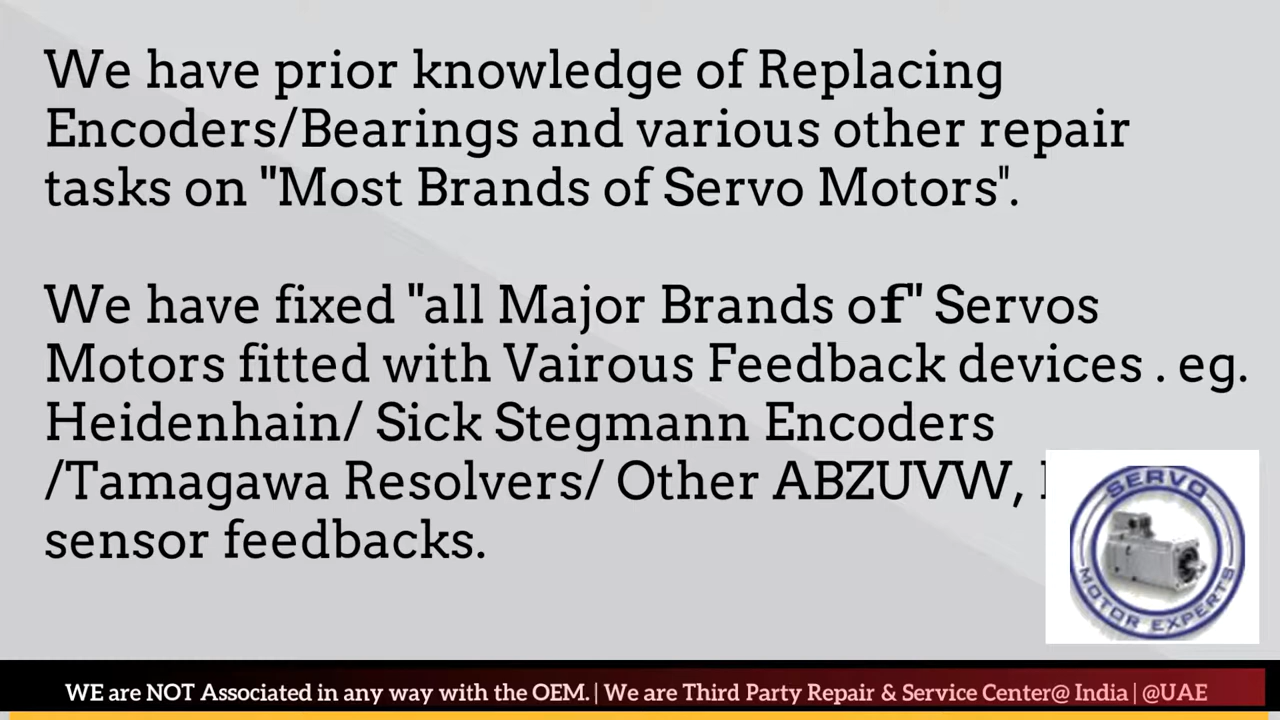 We have prior knowledge of Replacing
Encoders/Bearings and various other repair
tasks on "Most Brands of Servo Motors".
We have fixed "all Major Brands of" Servos
Motors fitted with Vairous Feedback devices . eg.
Heidenhain/ Sick Stegmann Encoders
/Tamagawa Resolvers/ Other ABZUVW,
sensor feedbacks.
SERVO
MOTOR EXPERTS
WE are NOT Associated in any way with the OEM. | We are Third Party Repair & Service Center@ India | @UAE